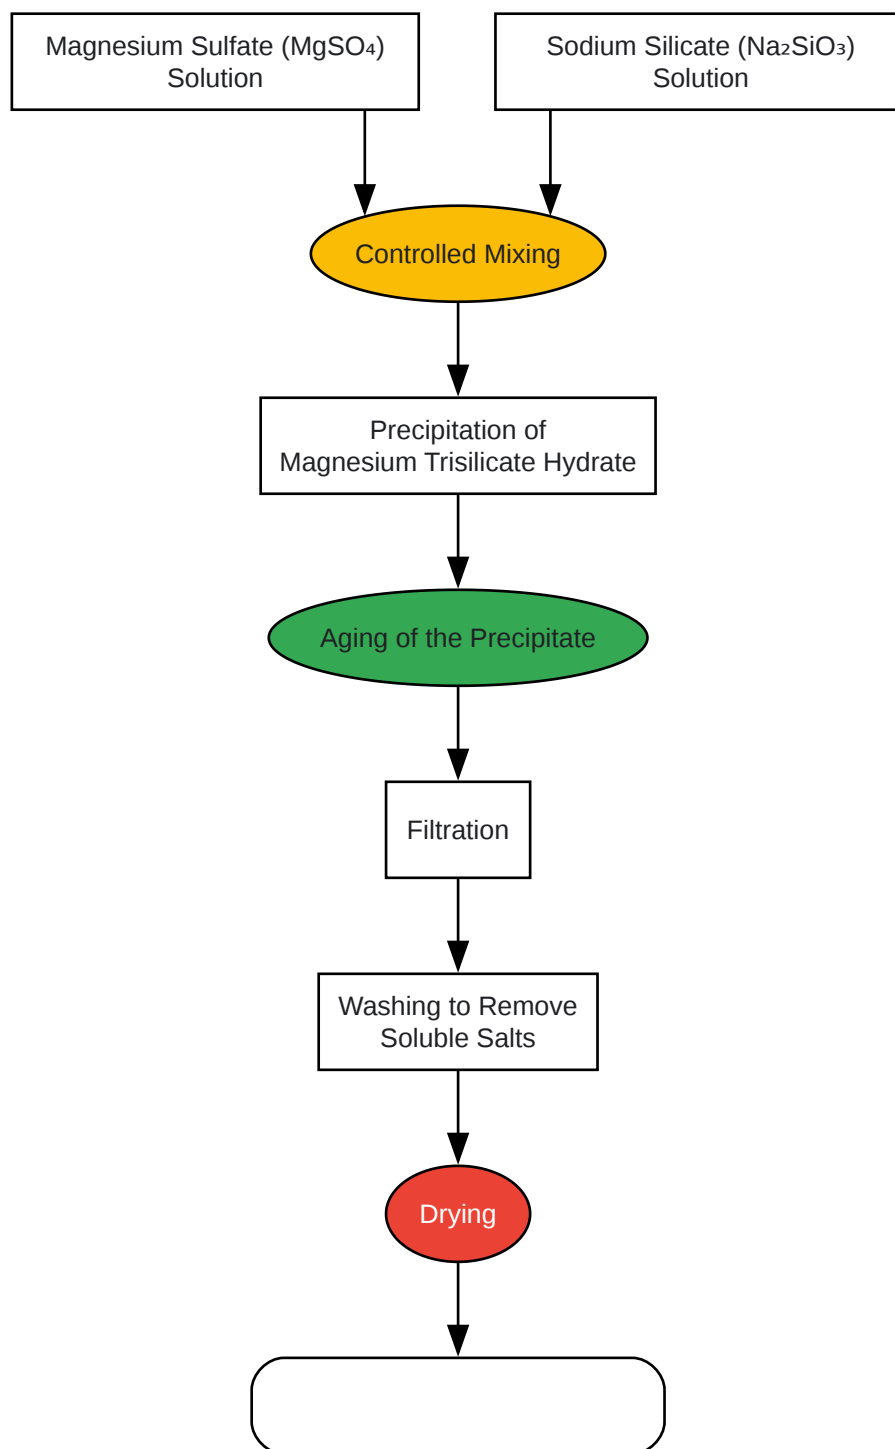 Magnesium Sulfate (MgSO₄)
Solution
Sodium Silicate (Na₂SiO₃)
Solution
Controlled Mixing
Precipitation of
Magnesium Trisilicate Hydrate
Aging of the Precipitate
Filtration
Washing to Remove
Soluble Salts
Drying